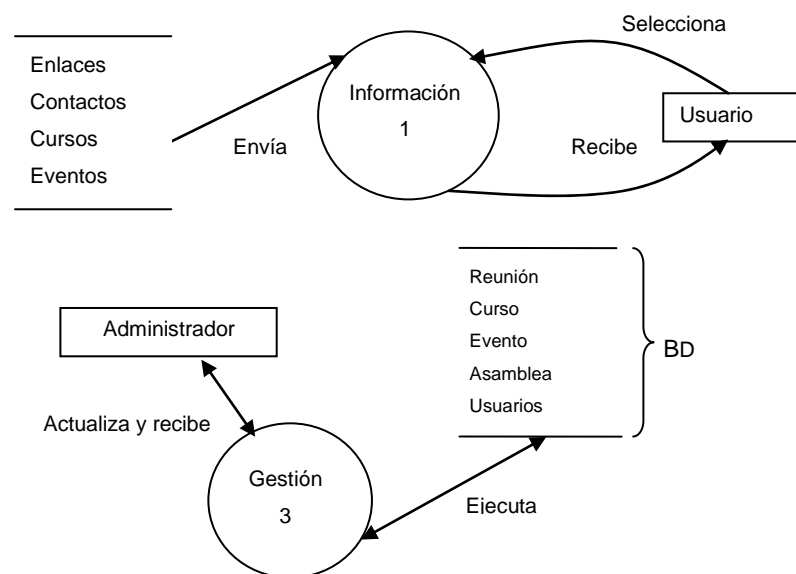 Selecciona
Enlaces
Contactos
Cursos
Eventos
Envía
Información
1
Usuario
Recibe
Reunión
Curso
Evento
Asamblea
Usuarios
BD
Administrador
Actualiza y recibe
Gestión
3
Ejecuta